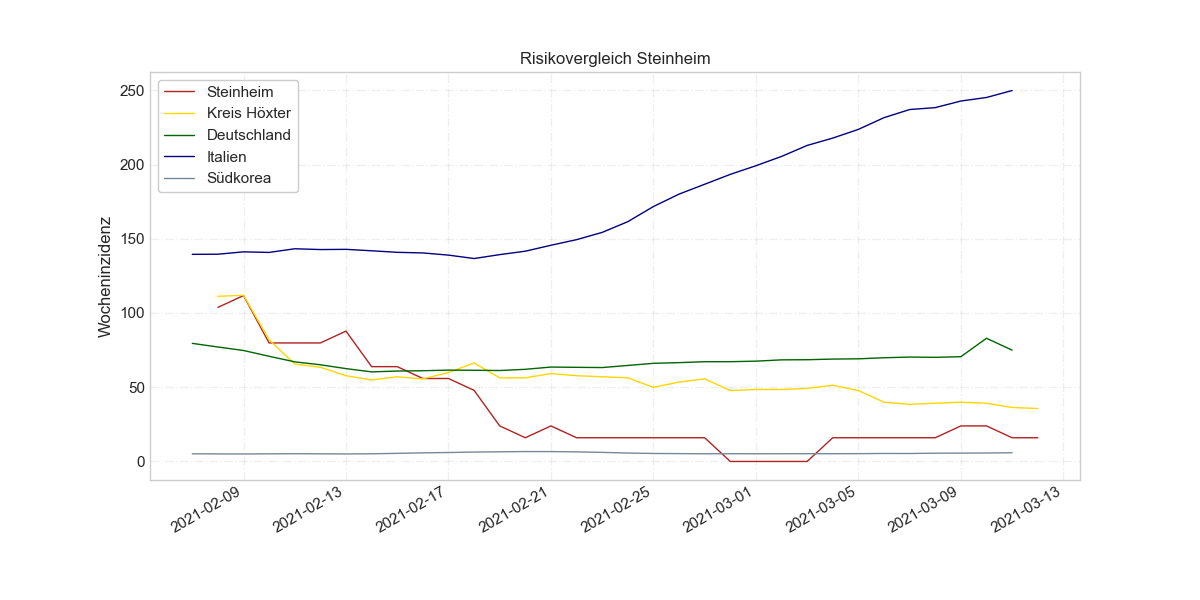 Risikovergleich Steinheim
Steinheim
Kreis Höxter
Deutschland
Italien
Südkorea
Wocheninzidenz
250
200
150
100
50
0
2021-02-09
2021-02-13
2021-02-17
2021-02-21
2021-02-25
2021-03-01
2021-03-05
2021-03-09
2021-03-13